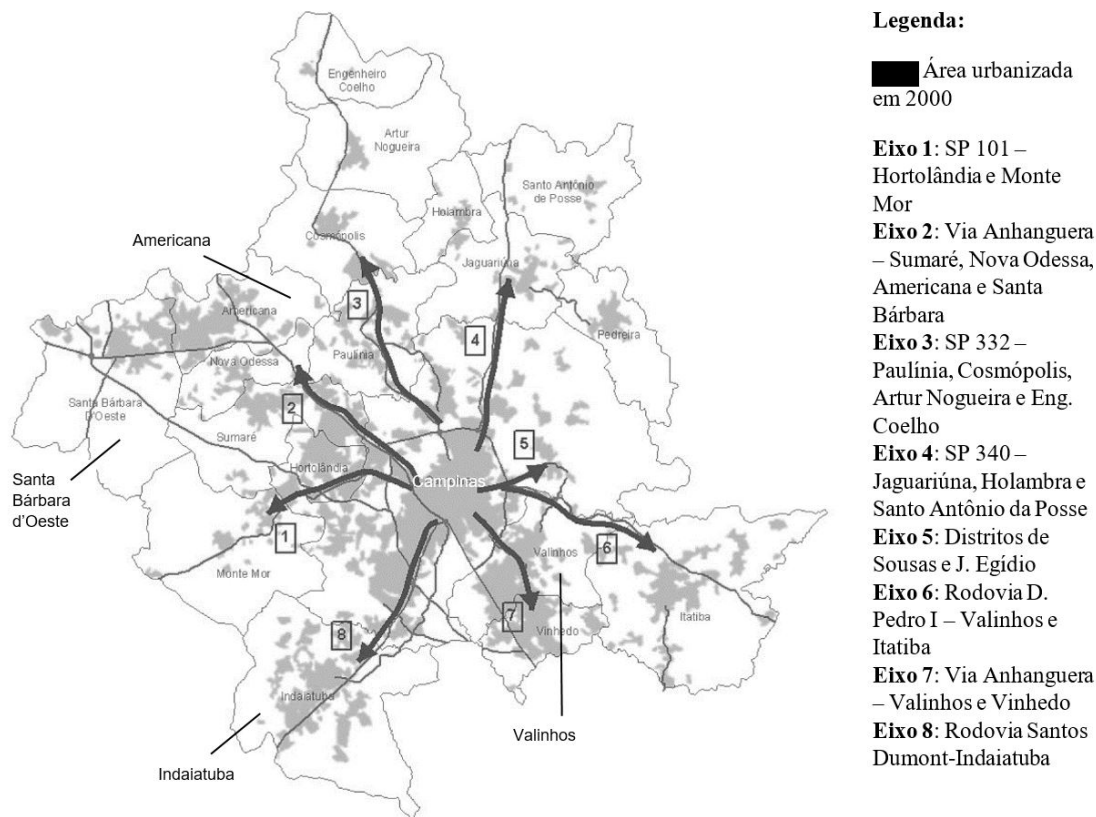 Engenheiro
Coelho
Artur
Nogueira
Santo Antônio
de Posse
Holambra
Cosmópolis
Americana
Jaguariúna
3
4
Americana
Paulínia
Pedreira
Nova Odessa
2
Santa Bárbara
D'Oeste
Sumaré
5
Hortolândia
Campinas
Santa
Bárbara
d'Oeste
1
6
Valinhos
Monte Mor
7
Itatiba
8
Vinhedo
Indaiatuba
Valinhos
Indaiatuba
Legenda:
Área urbanizada
em 2000
Eixo 1: SP 101 –
Hortolândia e Monte
Mor
Eixo 2: Via Anhanguera
– Sumaré, Nova Odessa,
Americana e Santa
Bárbara
Eixo 3: SP 332 –
Paulínia, Cosmópolis,
Artur Nogueira e Eng.
Coelho
Eixo 4: SP 340 –
Jaguariúna, Holambra e
Santo Antônio da Posse
Eixo 5: Distritos de
Sousas e J. Egídio
Eixo 6: Rodovia D.
Pedro I – Valinhos e
Itatiba
Eixo 7: Via Anhanguera
– Valinhos e Vinhedo
Eixo 8: Rodovia Santos
Dumont-Indaiatuba